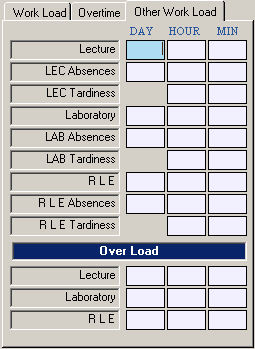 Work Load Overtime Other Work Load
DAY HOUR MIN
Lecture
LEC Absences
LEC Tardiness
Laboratory
LAB Absences
LAB Tardiness
R L E
R L E Absences
R L E Tardiness
Over Load
Lecture
Laboratory
R L E